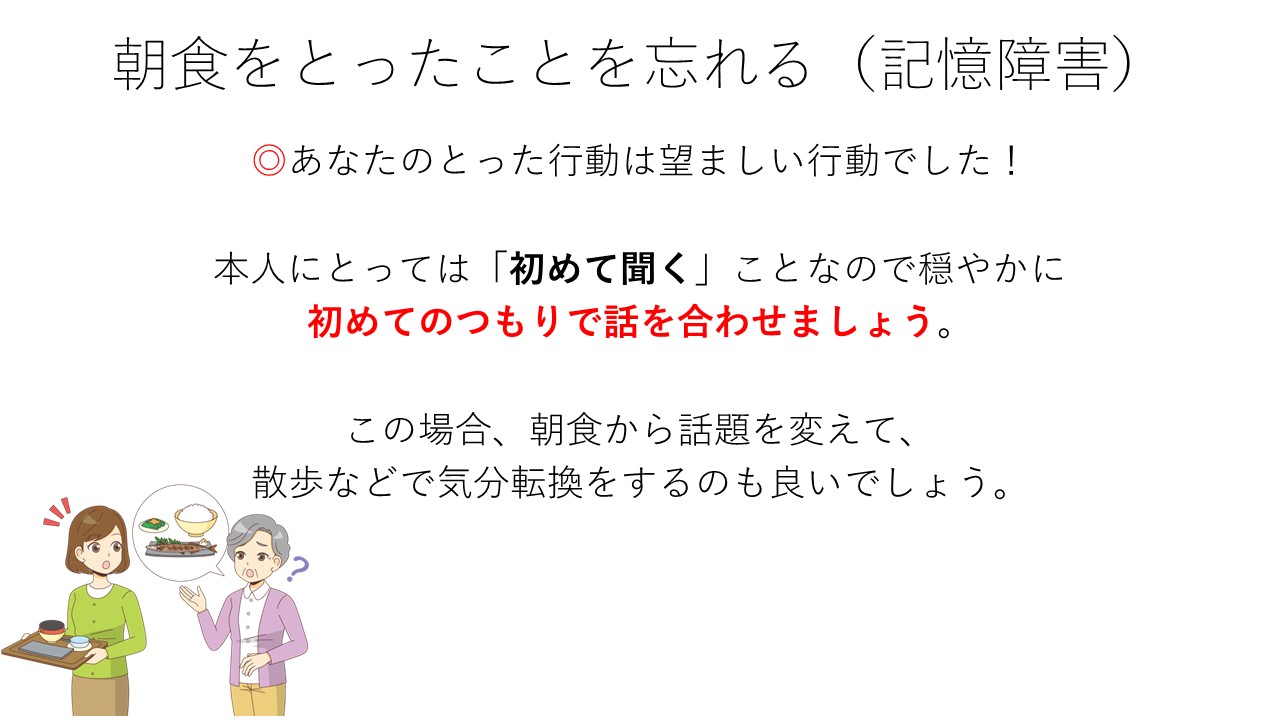 朝食をとったことを忘れる（記憶障害）
◎あなたのとった行動は望ましい行動でした！
本人にとっては「初めて聞く」ことなので穏やかに
初めてのつもりで話を合わせましょう。
この場合、朝食から話題を変えて、
散歩などで気分転換をするのも良いでしょう。
?